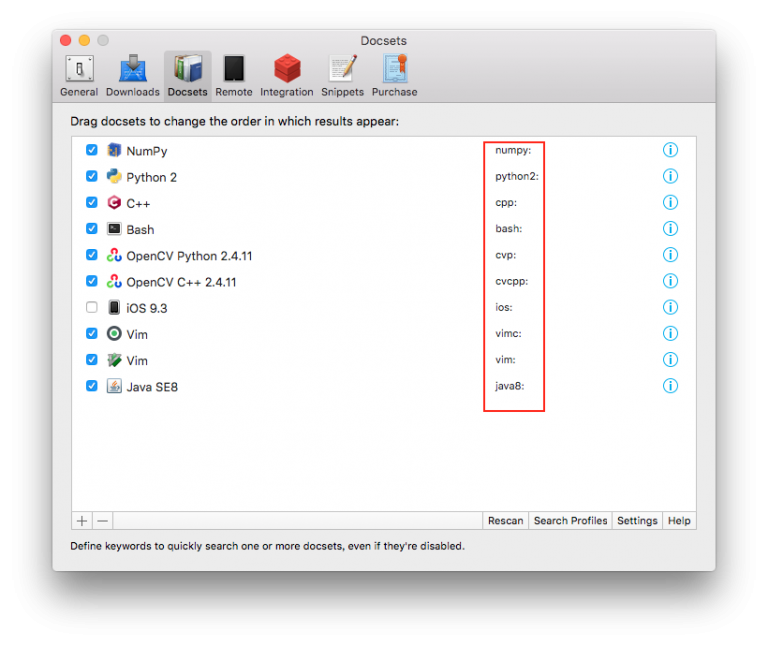 Docsets
General Downloads Docsets Remote Integration Snippets Purchase
Drag docsets to change the order in which results appear:
NumPy numpy:
Python 2 python2:
C++ cpp:
Bash bash:
OpenCV Python 2.4.11 cvp:
OpenCV C++ 2.4.11 cvcpp:
iOS 9.3 ios:
Vim vimc:
Vim vim:
Java SE8 java8:
+ − Rescan Search Profiles Settings Help
Define keywords to quickly search one or more docsets, even if they're disabled.